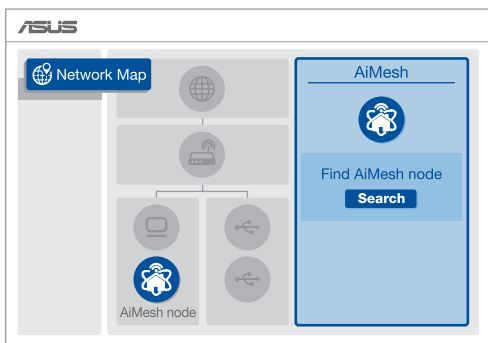 ASUS
Network Map
AiMesh
Find AiMesh node
Search
AiMesh node